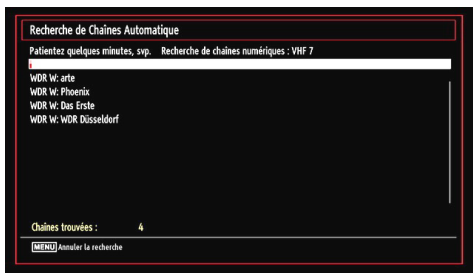 Recherche de Chaînes Automatique
Patientez quelques minutes, svp. Recherche de chaînes numériques : VHF 7
WDR W: arte
WDR W: Phoenix
WDR W: Das Erste
WDR W: WDR Düsseldorf
Chaînes trouvées : 4
MENU Annuler la recherche